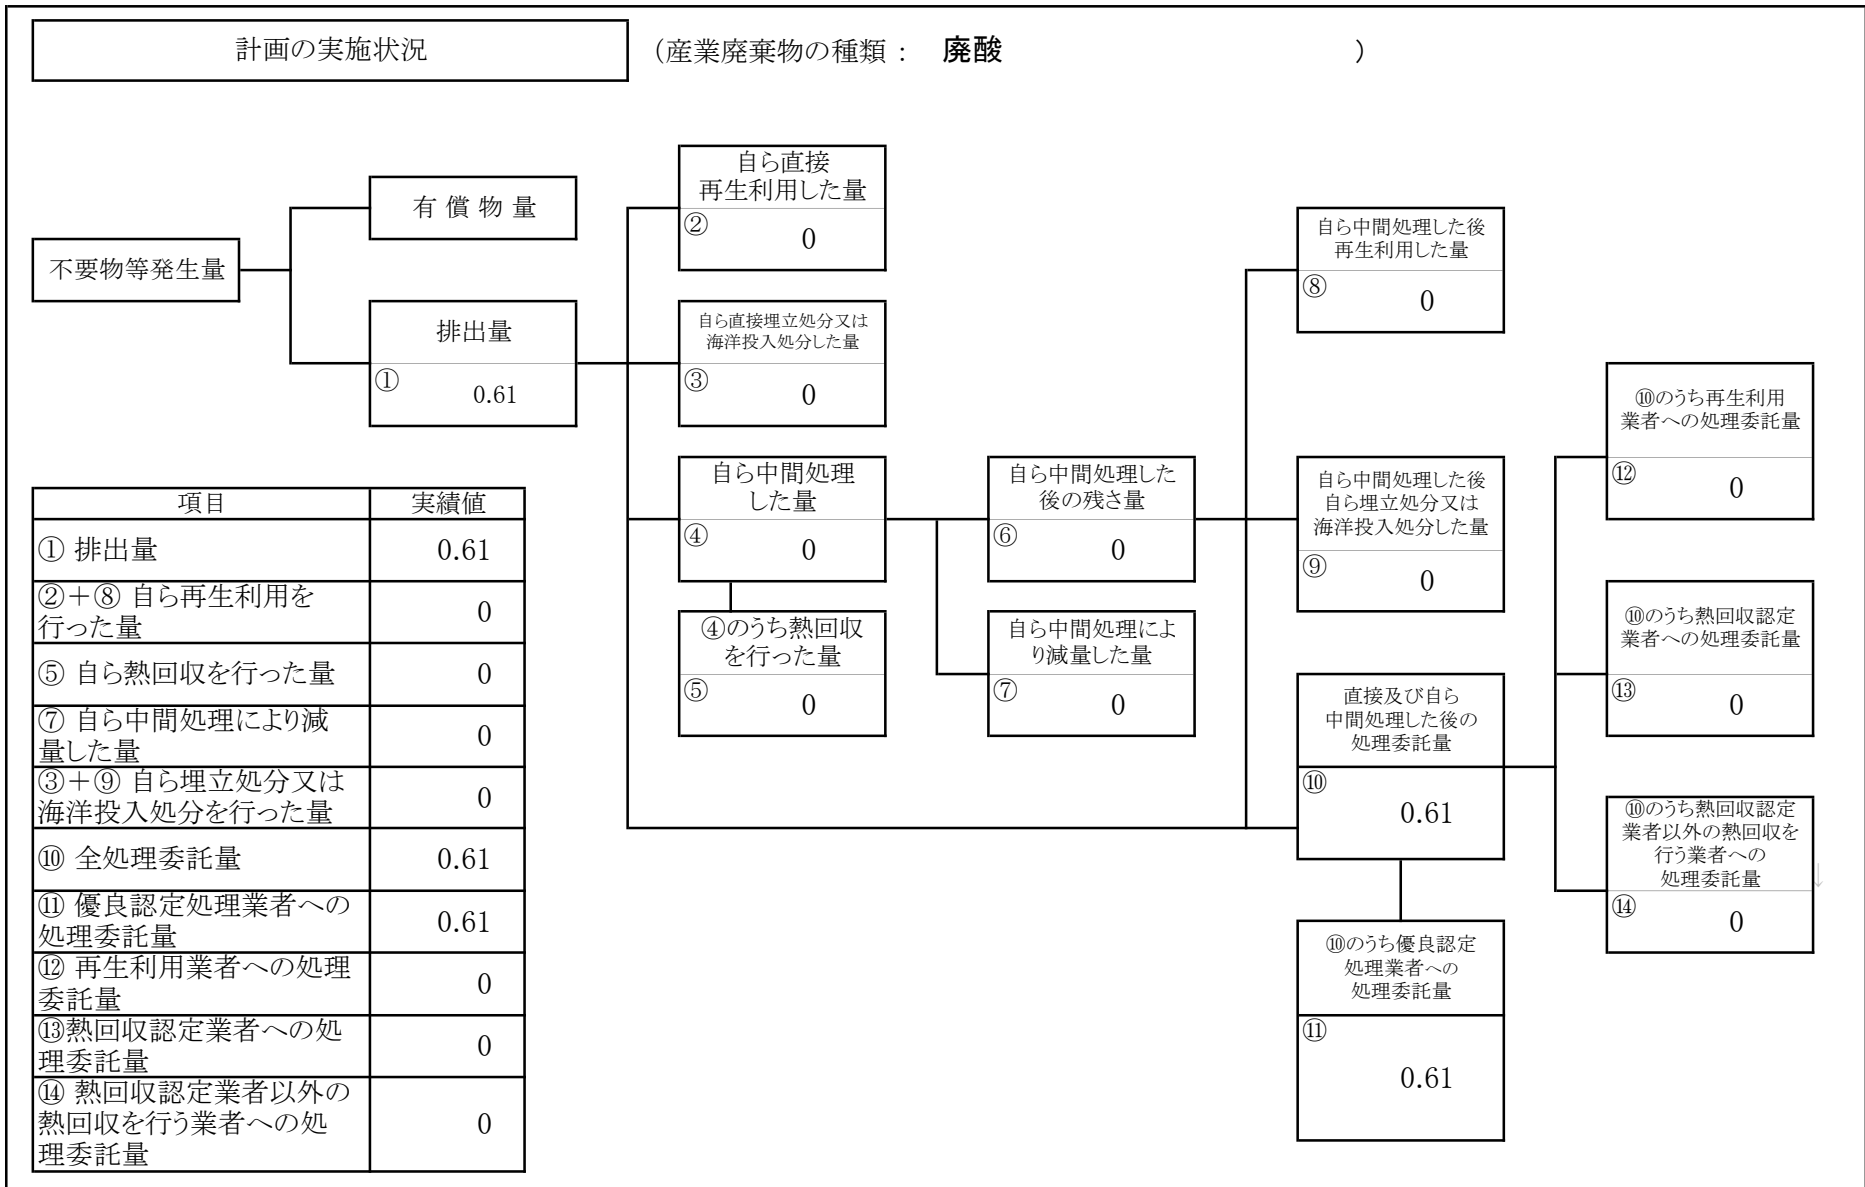 計画の実施状況
（産業廃棄物の種類： 廃酸 ）
不要物等発生量
有償物量
排出量
① 0.61
自ら直接
再生利用した量
② 0
自ら直接埋立処分又は
海洋投入処分した量
③ 0
自ら中間処理
した量
④ 0
④のうち熱回収
を行った量
⑤ 0
自ら中間処理した
後の残さ量
⑥ 0
自ら中間処理によ
り減量した量
⑦ 0
自ら中間処理した後
再生利用した量
⑧ 0
自ら中間処理した後
自ら埋立処分又は
海洋投入処分した量
⑨ 0
直接及び自ら
中間処理した後の
処理委託量
⑩ 0.61
⑩のうち優良認定
処理業者への
処理委託量
⑪ 0.61
⑩のうち再生利用
業者への処理委託量
⑫ 0
⑩のうち熱回収認定
業者への処理委託量
⑬ 0
⑩のうち熱回収認定
業者以外の熱回収を
行う業者への
処理委託量
↓
⑭ 0
項目 実績値
① 排出量 0.61
②＋⑧ 自ら再生利用を
行った量 0
⑤ 自ら熱回収を行った量 0
⑦ 自ら中間処理により減
量した量 0
③＋⑨ 自ら埋立処分又は
海洋投入処分を行った量 0
⑩ 全処理委託量 0.61
⑪ 優良認定処理業者への
処理委託量 0.61
⑫ 再生利用業者への処理
委託量 0
⑬熱回収認定業者への処
理委託量 0
⑭ 熱回収認定業者以外の
熱回収を行う業者への処
理委託量 0